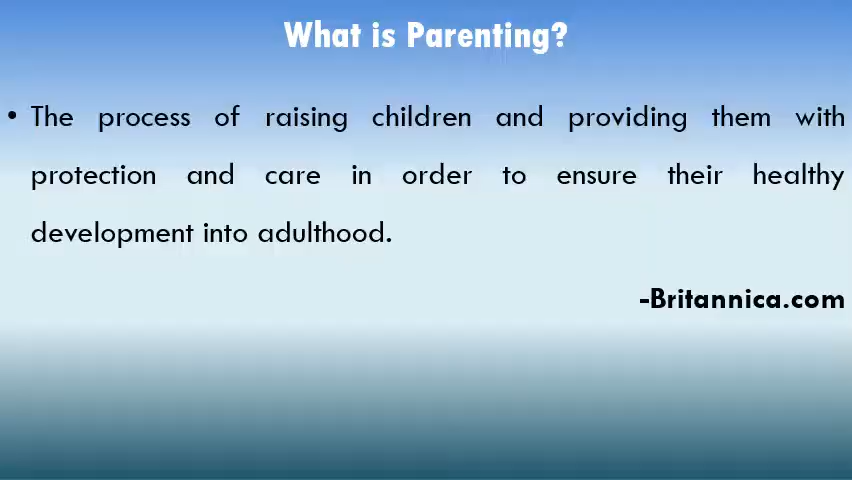 What is Parenting?
• The process of raising children and providing them with
protection and care in order to ensure their healthy
development into adulthood.
-Britannica.com